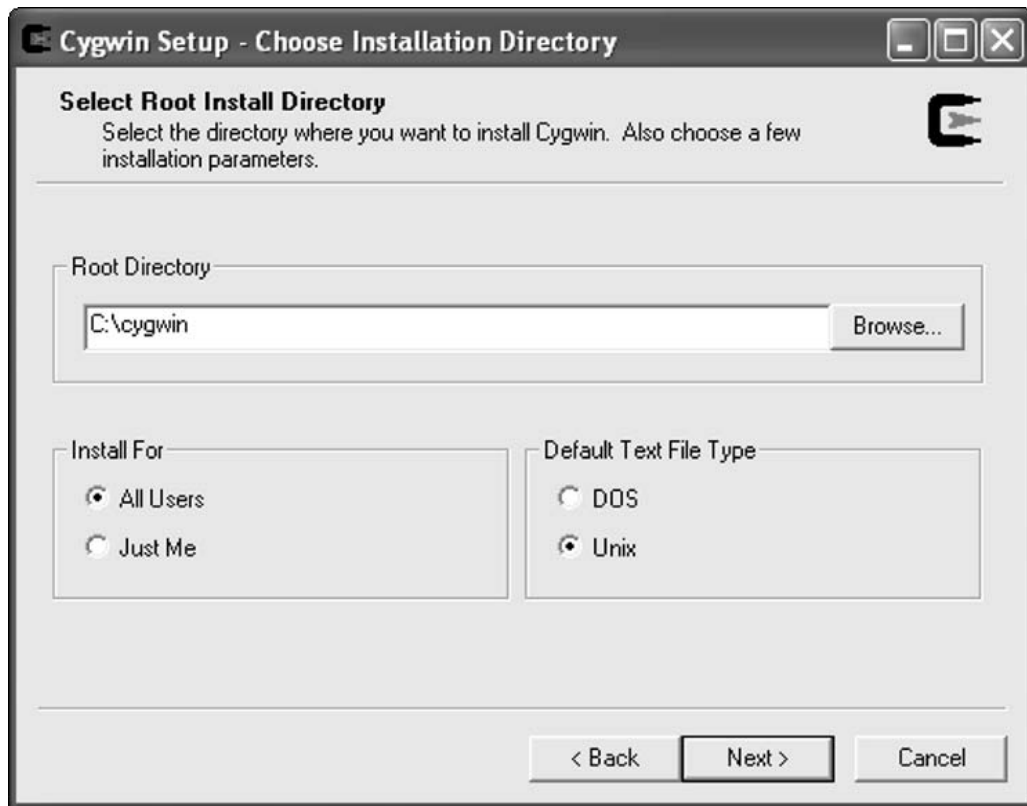 Cygwin Setup - Choose Installation Directory
Select Root Install Directory
Select the directory where you want to install Cygwin. Also choose a few
installation parameters.
Root Directory
C:\cygwin
Browse...
Install For
All Users
Just Me
Default Text File Type
DOS
Unix
< Back
Next >
Cancel